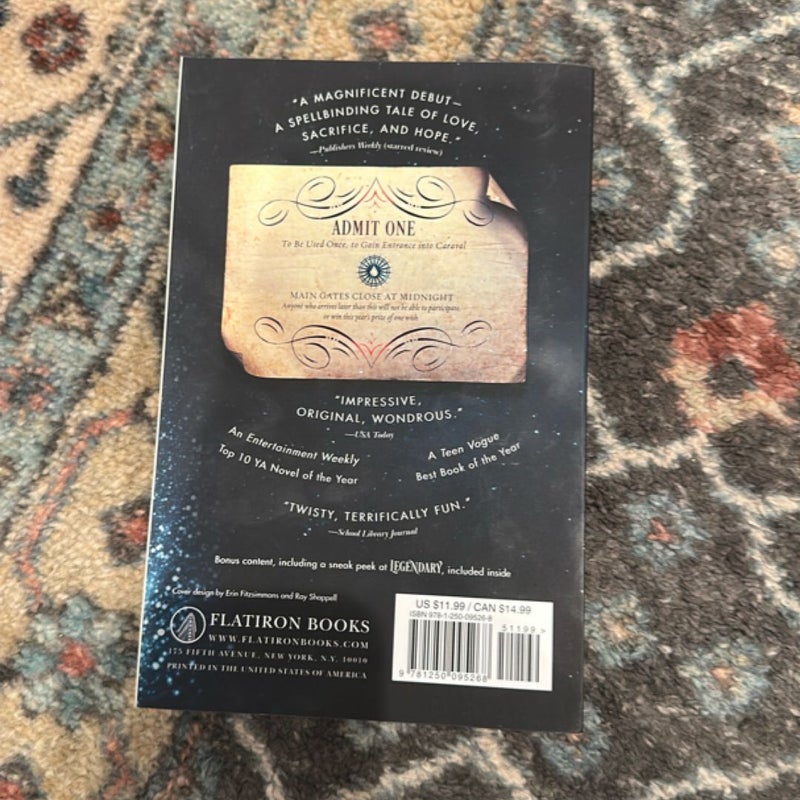 "A MAGNIFICENT DEBUT—
A SPELLBINDING TALE OF LOVE,
SACRIFICE, AND HOPE."
—Publishers Weekly (starred review)
ADMIT ONE
To Be Used Once, to Gain Entrance into Caraval
MAIN GATES CLOSE AT MIDNIGHT
Anyone who arrives later than this will not be able to participate,
or win this year's prize of one wish
"IMPRESSIVE,
ORIGINAL, WONDROUS."
—USA Today
An Entertainment Weekly
Top 10 YA Novel of the Year
A Teen Vogue
Best Book of the Year
"TWISTY, TERRIFICALLY FUN."
—School Library Journal
Bonus content, including a sneak peek at LEGENDARY, included inside
Cover design by Erin Fitzsimmons and Ray Shappell
FLATIRON BOOKS
WWW.FLATIRONBOOKS.COM
175 FIFTH AVENUE, NEW YORK, N.Y. 10010
PRINTED IN THE UNITED STATES OF AMERICA
US $11.99 / CAN $14.99
ISBN 978-1-250-09526-8
51199>
9 781250 095268